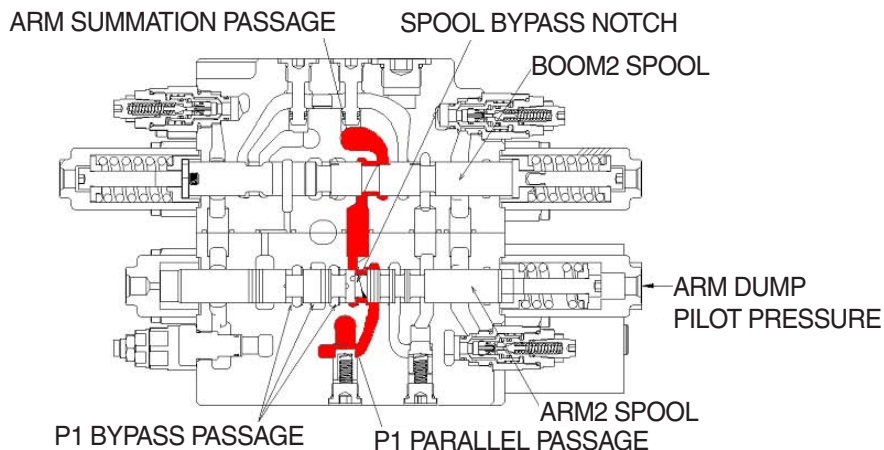 ARM SUMMATION PASSAGE
SPOOL BYPASS NOTCH
BOOM2 SPOOL
ARM DUMP
PILOT PRESSURE
ARM2 SPOOL
P1 BYPASS PASSAGE
P1 PARALLEL PASSAGE